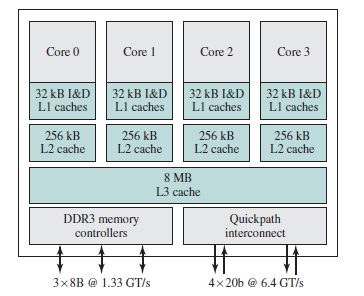 Core 0 Core 1 Core 2 Core 3
32 kB I&D 32 kB I&D 32 kB I&D 32 kB I&D
L1 caches L1 caches L1 caches L1 caches
256 kB 256 kB 256 kB 256 kB
L2 cache L2 cache L2 cache L2 cache
8 MB
L3 cache
DDR3 memory Quickpath
controllers interconnect
3×8B @ 1.33 GT/s 4×20b @ 6.4 GT/s